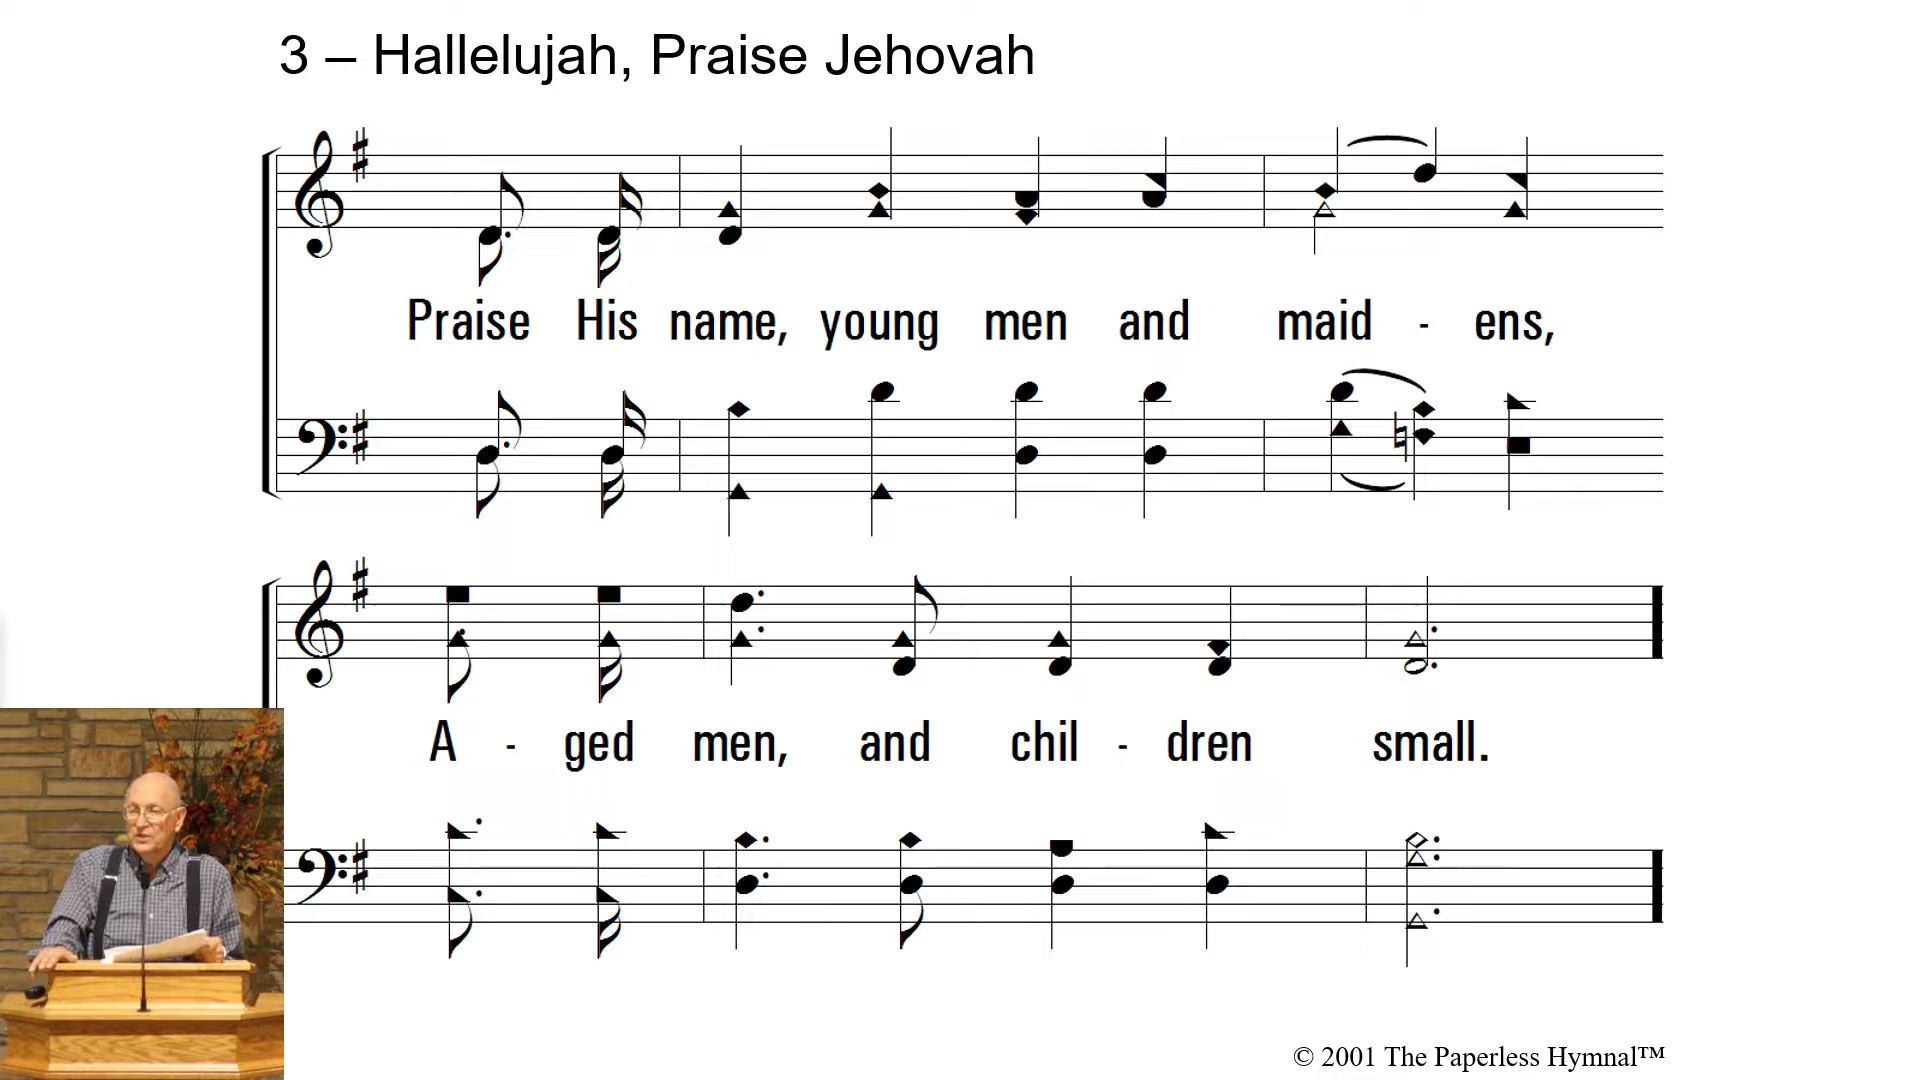 3 – Hallelujah, Praise Jehovah
Praise His name, young men and maid - ens,
A - ged men, and chil - dren small.
© 2001 The Paperless Hymnal™